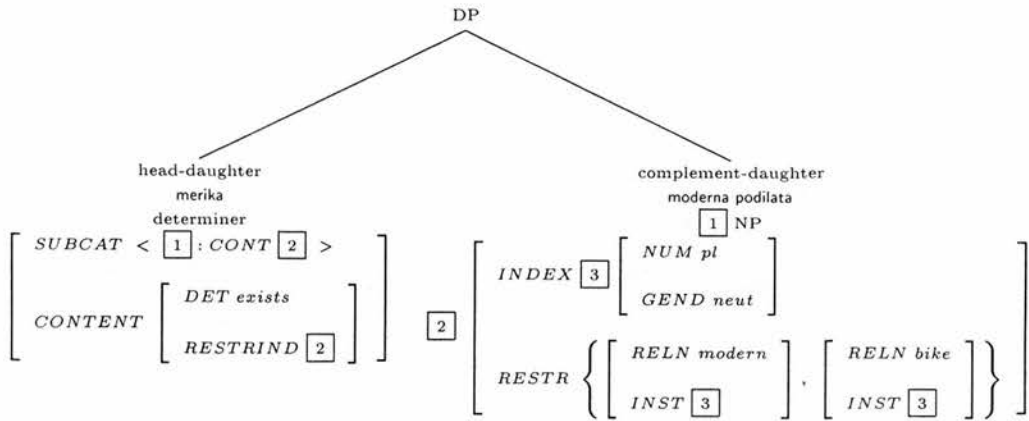 DP
head-daughter
merika
determiner
SUBCAT < 1 : CONT 2 >
CONTENT
DET exists
RESTRIND 2
complement-daughter
moderna podilata
1 NP
2
INDEX 3
NUM pl
GEND neut
RESTR {
RELN modern
INST 3
,
RELN bike
INST 3
}